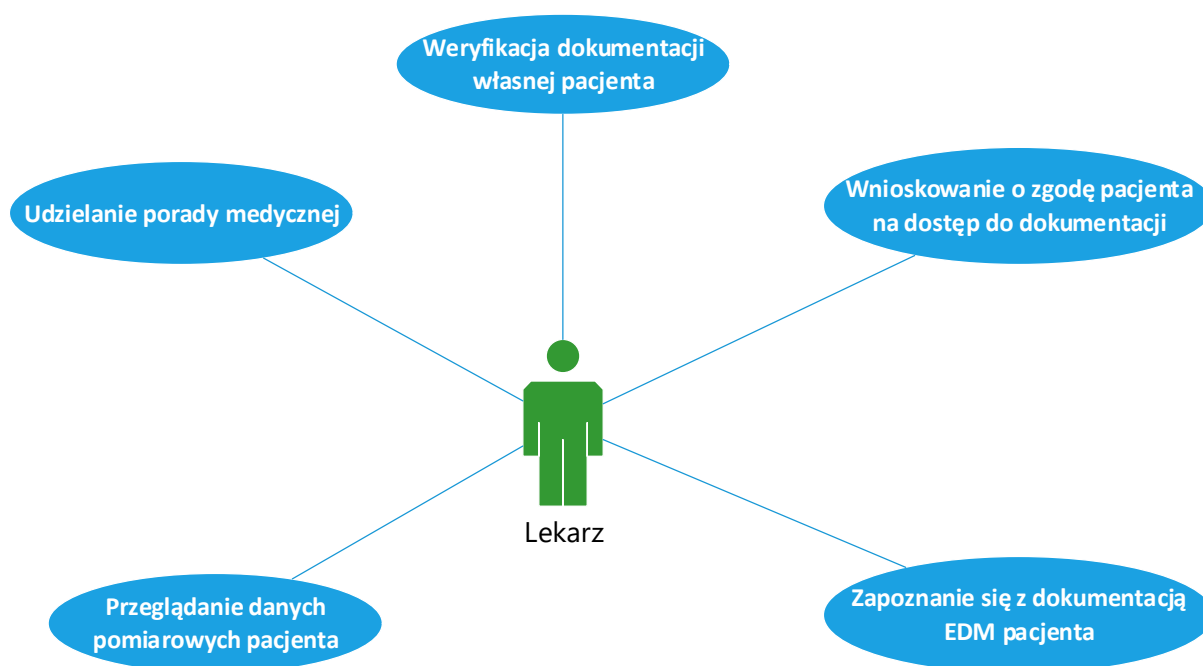 Weryfikacja dokumentacji
własnej pacjenta
Udzielanie porady medycznej
Wnioskowanie o zgodę pacjenta
na dostęp do dokumentacji
Lekarz
Przeglądanie danych
pomiarowych pacjenta
Zapoznanie się z dokumentacją
EDM pacjenta